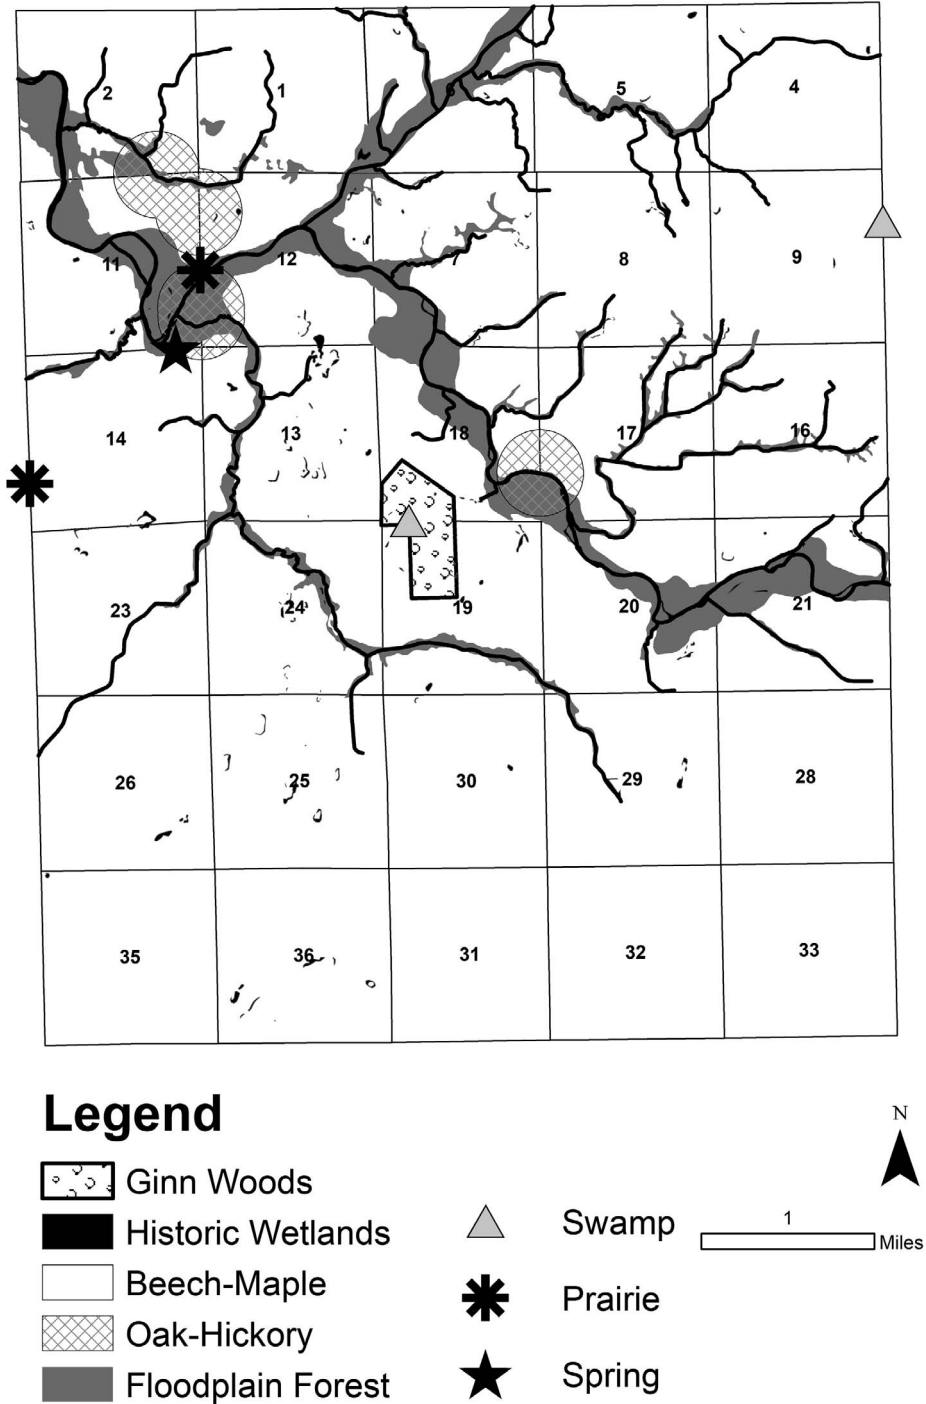 2 1 6 5 4
11 12 7 8 9
14 13 18 17 16
23 24 19 20 21
26 25 30 29 28
35 36 31 32 33
Legend
Ginn Woods
Historic Wetlands
Beech-Maple
Oak-Hickory
Floodplain Forest
Swamp
Prairie
Spring
N
1
Miles